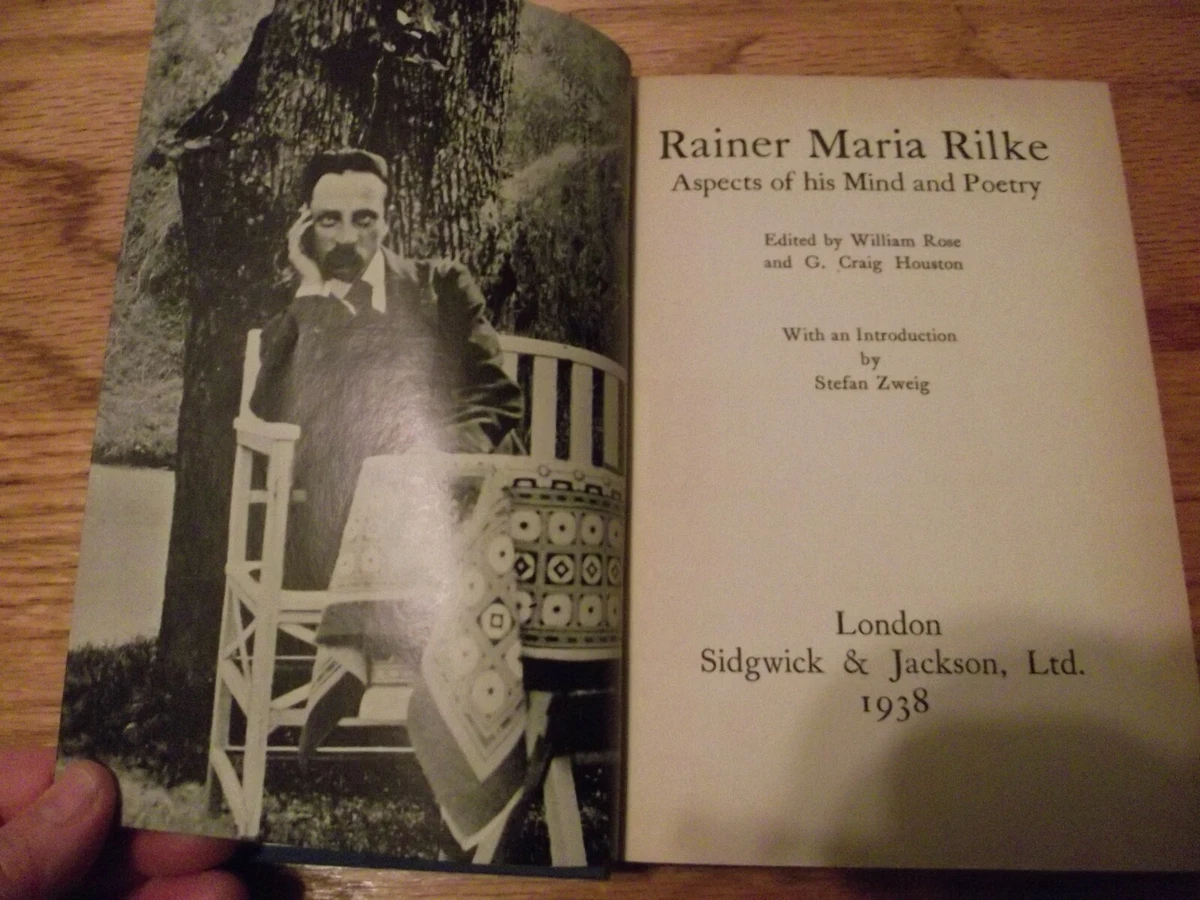 Rainer Maria Rilke
Aspects of his Mind and Poetry
Edited by William Rose
and G. Craig Houston
With an Introduction
by
Stefan Zweig
London
Sidgwick & Jackson, Ltd.
1938